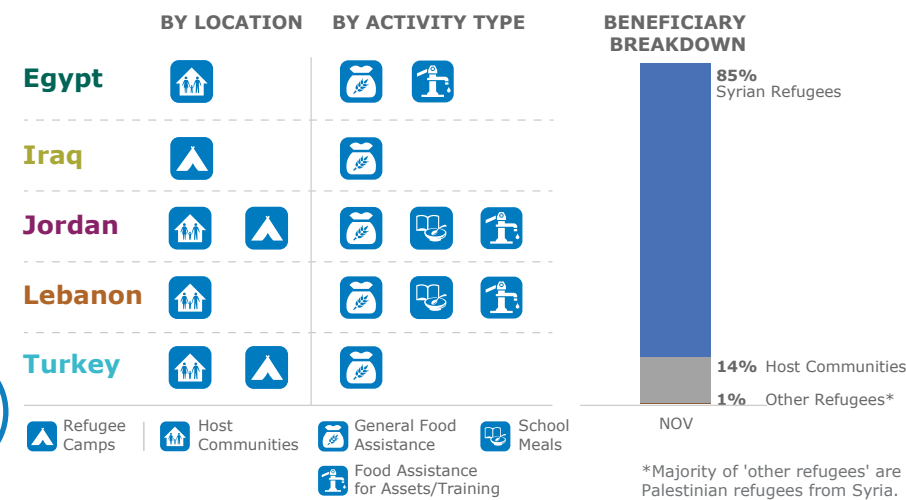 BY LOCATION
BY ACTIVITY TYPE
BENEFICIARY
BREAKDOWN
Egypt
Iraq
Jordan
Lebanon
Turkey
85%
Syrian Refugees
14% Host Communities
1% Other Refugees*
NOV
Refugee
Camps
Host
Communities
General Food
Assistance
School
Meals
Food Assistance
for Assets/Training
*Majority of 'other refugees' are
Palestinian refugees from Syria.